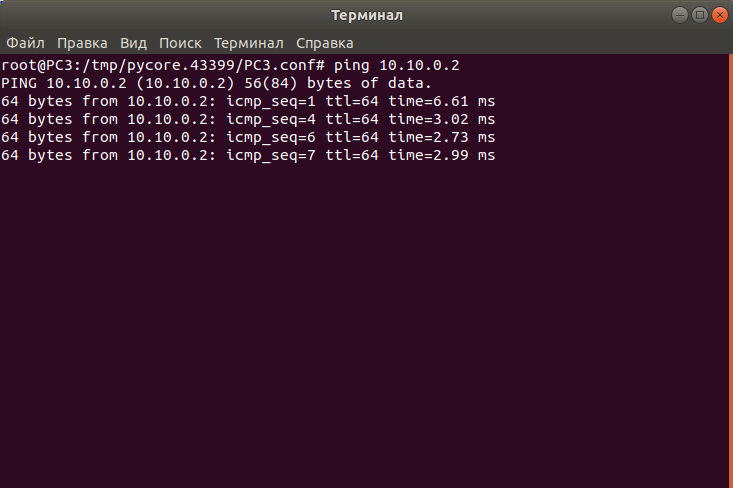 Терминал
Файл Правка Вид Поиск Терминал Справка
root@PC3:/tmp/pycore.43399/PC3.conf# ping 10.10.0.2
PING 10.10.0.2 (10.10.0.2) 56(84) bytes of data.
64 bytes from 10.10.0.2: icmp_seq=1 ttl=64 time=6.61 ms
64 bytes from 10.10.0.2: icmp_seq=4 ttl=64 time=3.02 ms
64 bytes from 10.10.0.2: icmp_seq=6 ttl=64 time=2.73 ms
64 bytes from 10.10.0.2: icmp_seq=7 ttl=64 time=2.99 ms